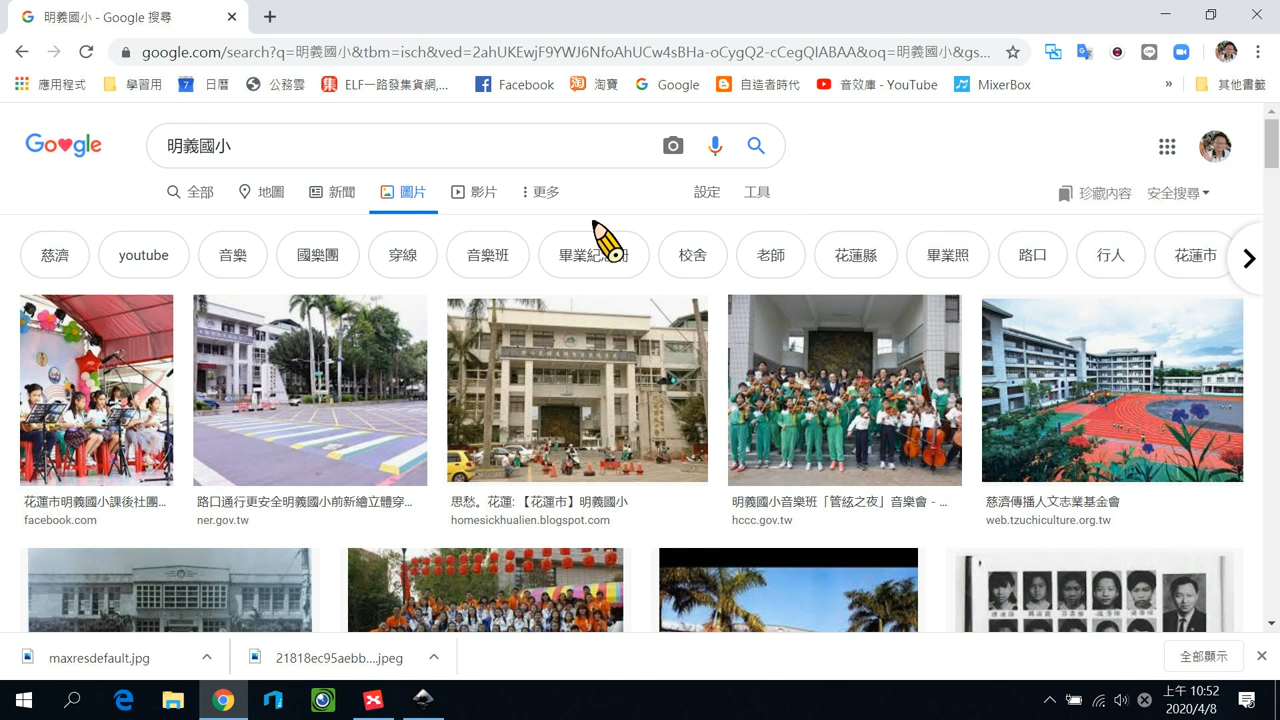 明義國小 - Google 搜尋
google.com/search?q=明義國小&tbm=isch&ved=2ahUKEwjF9YWJ6NfoAhUCw4sBHa-oCygQ2-cCegQIABAA&oq=明義國小&gs...
應用程式 學習用 7 日曆 公務雲 集 ELF一路發集貨網,... Facebook 淘 淘寶 Google 自造者時代 音效庫 - YouTube MixerBox » 其他書籤
Google
明義國小
全部 地圖 新聞 圖片 影片 更多 設定 工具 珍藏內容 安全搜尋
慈濟 youtube 音樂 國樂團 穿線 音樂班 畢業紀 冊 校舍 老師 花蓮縣 畢業照 路口 行人 花蓮市
花蓮市明義國小課後社團...
facebook.com
路口通行更安全明義國小前新繪立體穿...
ner.gov.tw
思愁。花蓮: 【花蓮市】明義國小
homesickhualien.blogspot.com
明義國小音樂班「管絃之夜」音樂會 - ...
hccc.gov.tw
慈濟傳播人文志業基金會
web.tzuchiculture.org.tw
maxresdefault.jpg 21818ec95aebb....jpeg 全部顯示
上午 10:52
2020/4/8